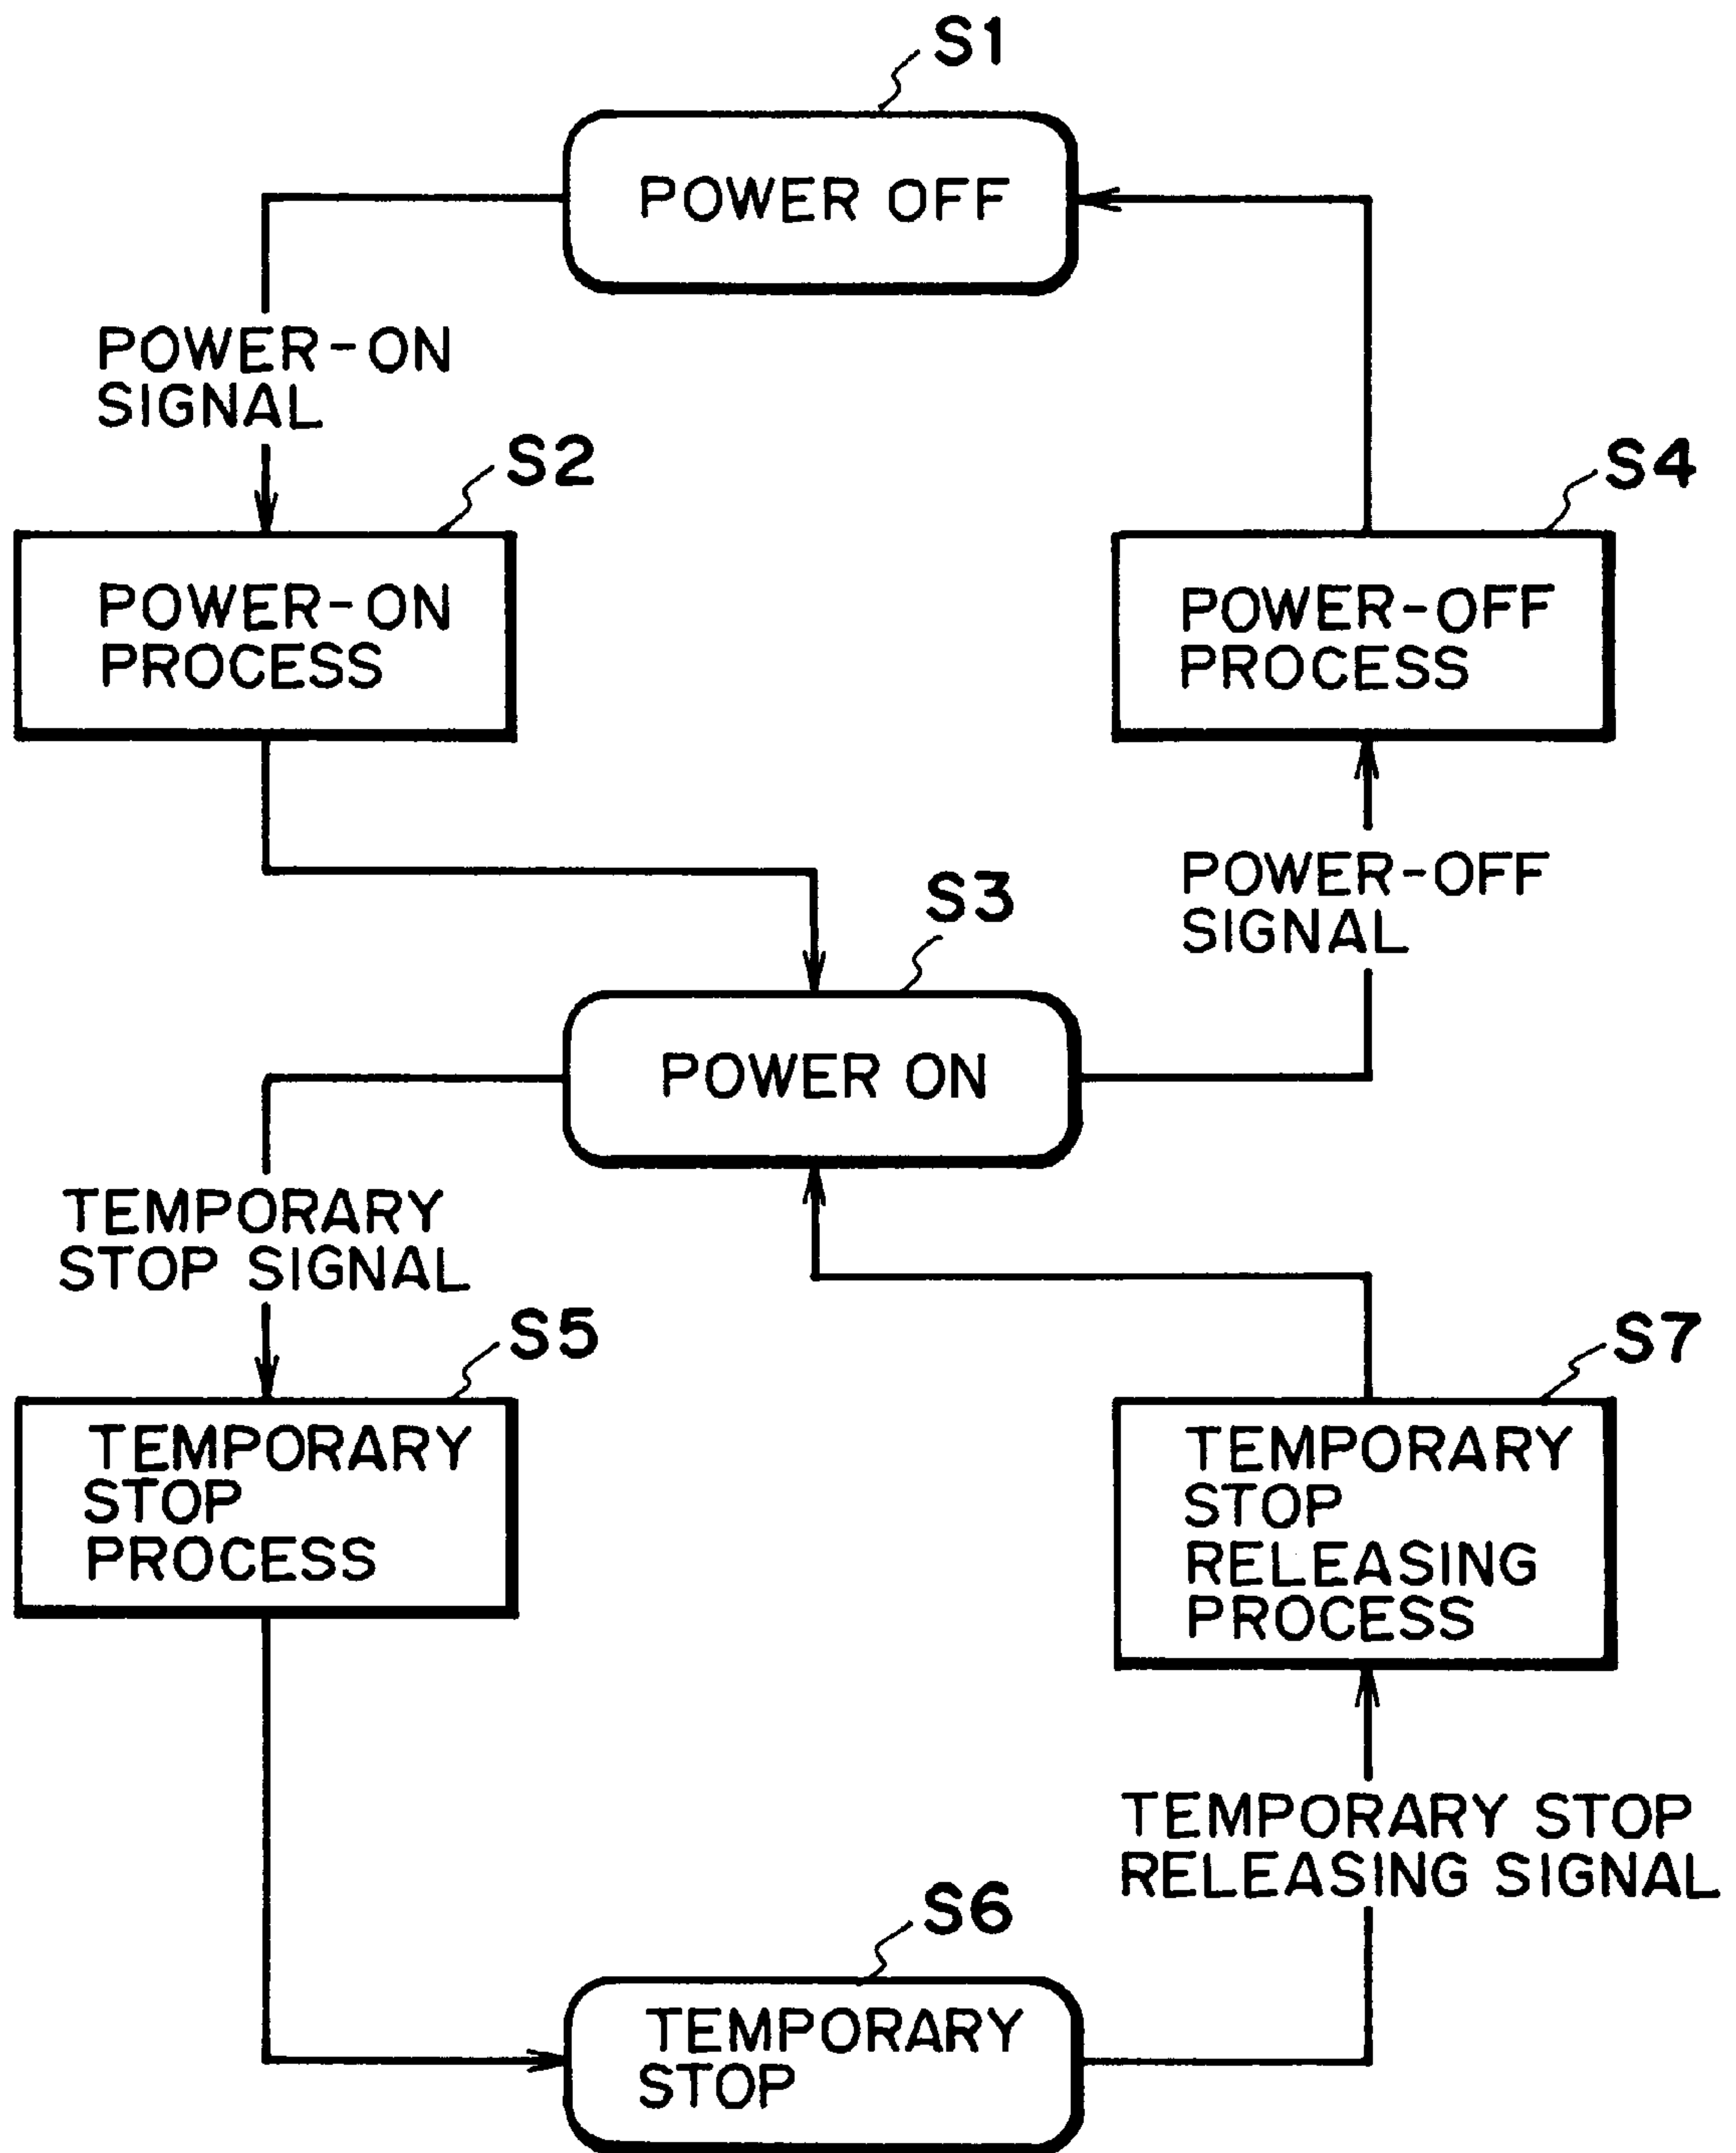 S1
POWER OFF
POWER-ON
SIGNAL
S2
S4
POWER-ON
PROCESS
POWER-OFF
PROCESS
POWER-OFF
SIGNAL
S3
POWER ON
TEMPORARY
STOP SIGNAL
S5
S7
TEMPORARY
STOP
PROCESS
TEMPORARY
STOP
RELEASING
PROCESS
TEMPORARY STOP
RELEASING SIGNAL
S6
TEMPORARY
STOP